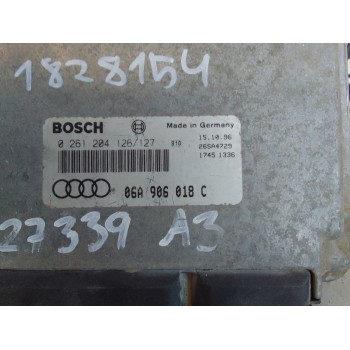 1828154
BOSCH Made in Germany
0 261 204 126/127 010 15.10.96
26SA4729
1745 1336
06A 906 018 C
27339 A3